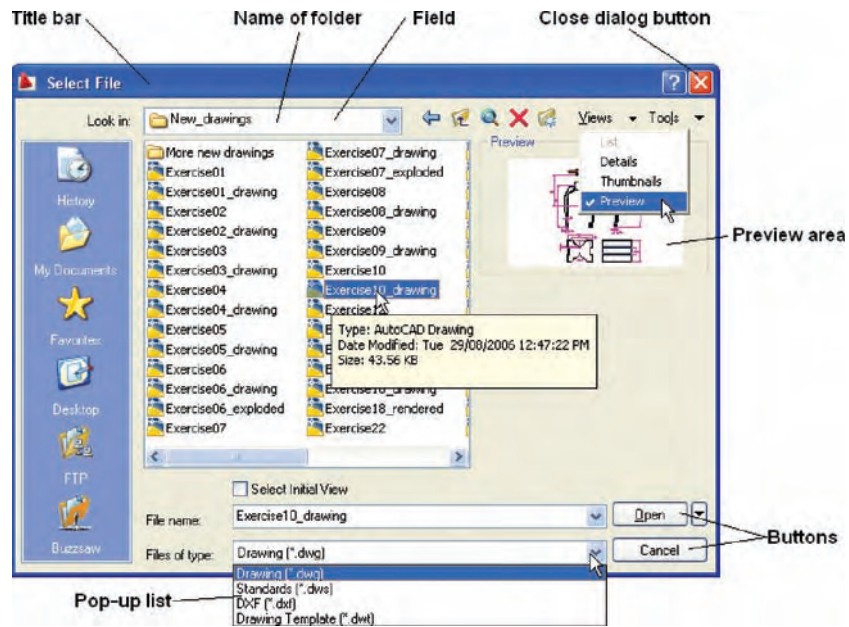 Title bar
Name of folder
Field
Close dialog button
Select File
Look in:
New_drawings
Views
Tools
List
Details
Thumbnails
Preview
Preview
Preview area
History
My Documents
Favorites
Desktop
FTP
Buzzsaw
More new drawings
Exercise01
Exercise01_drawing
Exercise02
Exercise02_drawing
Exercise03
Exercise03_drawing
Exercise04
Exercise04_drawing
Exercise05
Exercise05_drawing
Exercise06
Exercise06_drawing
Exercise06_exploded
Exercise07
Exercise07_drawing
Exercise07_exploded
Exercise08
Exercise08_drawing
Exercise09
Exercise09_drawing
Exercise10
Exercise10_drawing
Type: AutoCAD Drawing
Date Modified: Tue 29/08/2006 12:47:22 PM
Size: 43.56 KB
Exercise18_rendered
Exercise22
Select Initial View
File name:
Exercise10_drawing
Open
Files of type:
Drawing (*.dwg)
Cancel
Buttons
Pop-up list
Drawing (*.dwg)
Standards (*.dws)
DXF (*.dxf)
Drawing Template (*.dwt)